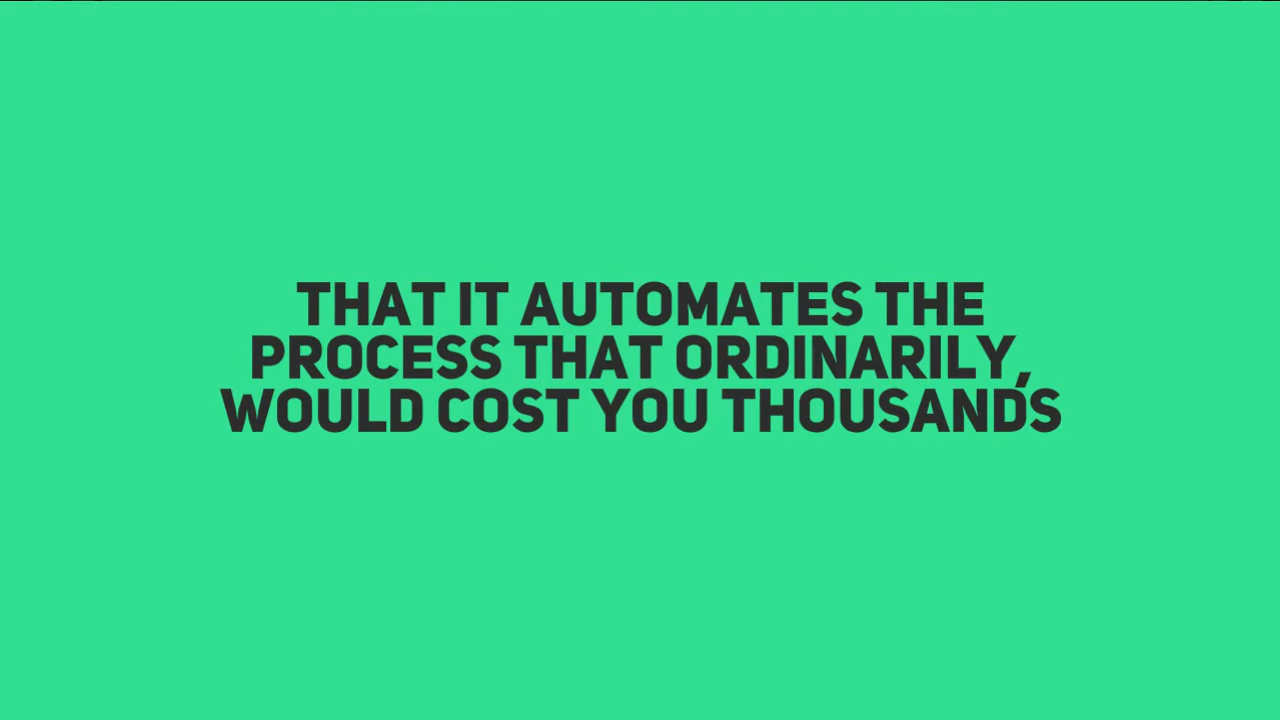 THAT IT AUTOMATES THE
PROCESS THAT ORDINARILY,
WOULD COST YOU THOUSANDS